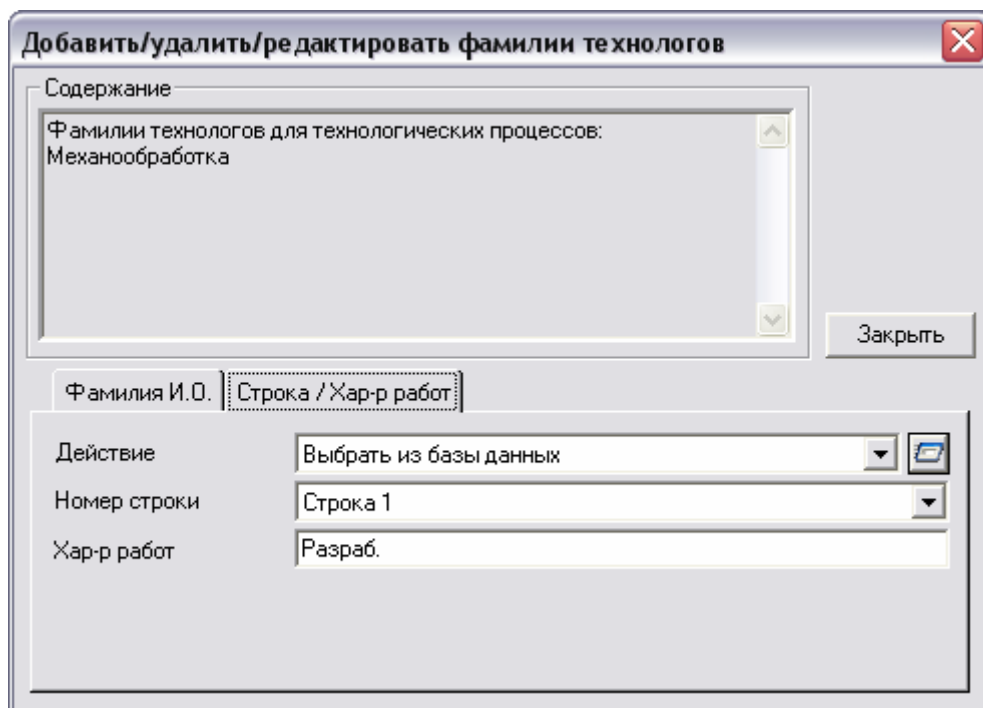 Добавить/удалить/редактировать фамилии технологов
Содержание
Фамилии технологов для технологических процессов:
Механообработка
Закрыть
Фамилия И.О. Строка / Хар-р работ
Действие Выбрать из базы данных
Номер строки Строка 1
Хар-р работ Разраб.